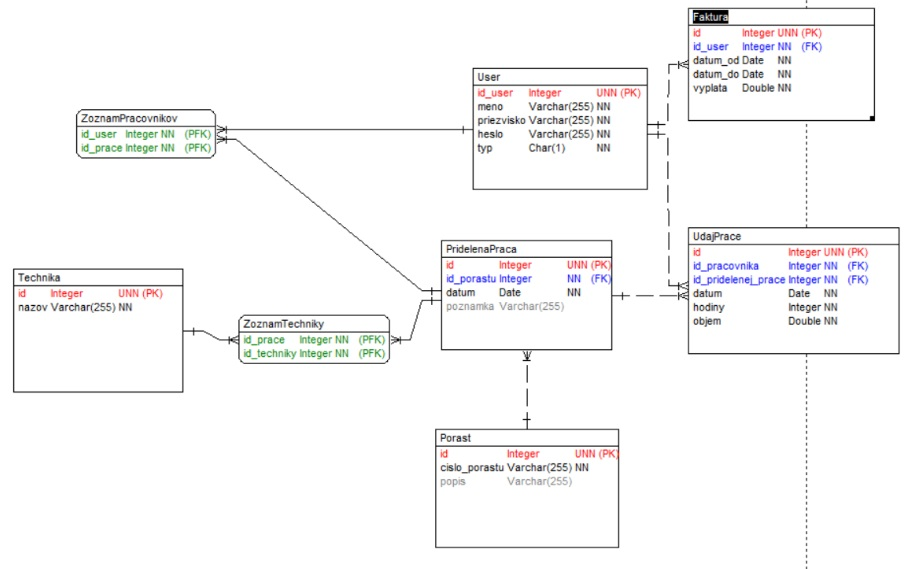 Faktura
id Integer UNN (PK)
id_user Integer NN (FK)
datum_od Date NN
datum_do Date NN
vyplata Double NN
User
id_user Integer UNN (PK)
meno Varchar(255) NN
priezvisko Varchar(255) NN
heslo Varchar(255) NN
typ Char(1) NN
ZoznamPracovnikov
id_user Integer NN (PFK)
id_prace Integer NN (PFK)
PridelenaPraca
id Integer UNN (PK)
id_porastu Integer NN (FK)
datum Date NN
poznamka Varchar(255)
UdajPrace
id Integer UNN (PK)
id_pracovnika Integer NN (FK)
id_pridelenej_prace Integer NN (FK)
datum Date NN
hodiny Integer NN
objem Double NN
Technika
id Integer UNN (PK)
nazov Varchar(255) NN
ZoznamTechniky
id_prace Integer NN (PFK)
id_techniky Integer NN (PFK)
Porast
id Integer UNN (PK)
cislo_porastu Varchar(255) NN
popis Varchar(255)